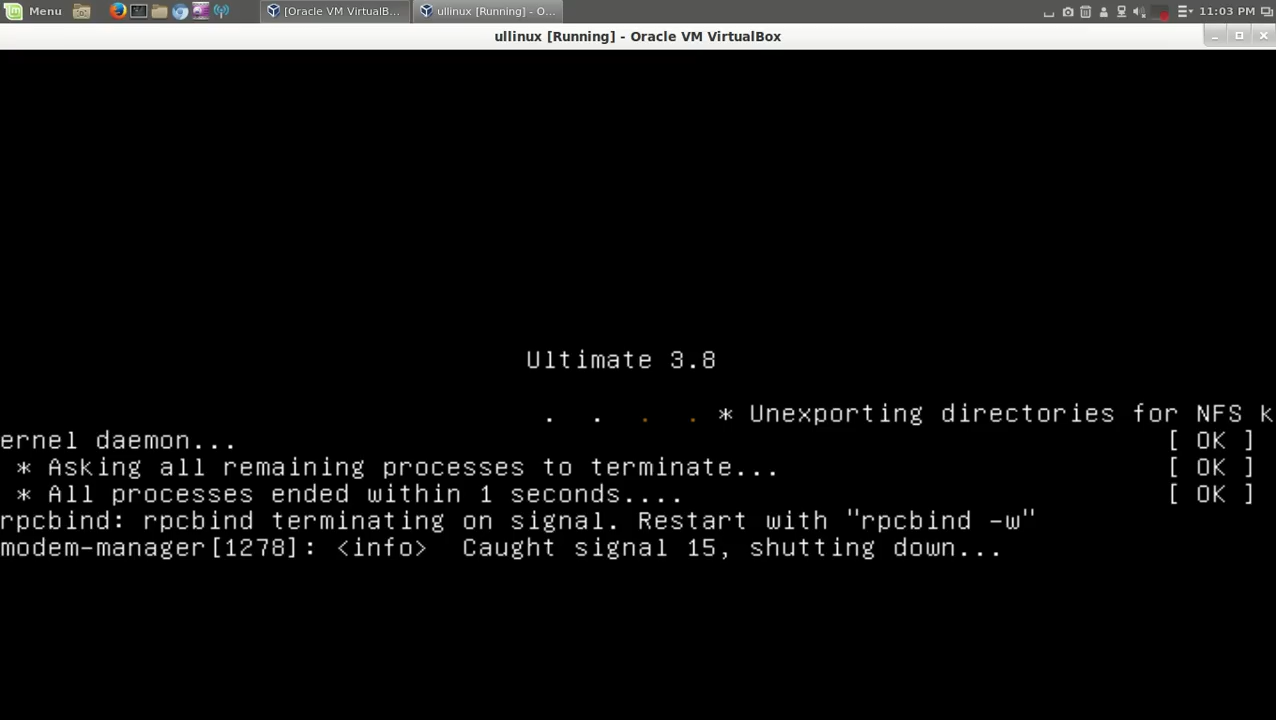 Menu
[Oracle VM VirtualB...
ullinux [Running] - O...
11:03 PM
ullinux [Running] - Oracle VM VirtualBox
Ultimate 3.8
. . . . * Unexporting directories for NFS k
ernel daemon... [ OK ]
* Asking all remaining processes to terminate... [ OK ]
* All processes ended within 1 seconds.... [ OK ]
rpcbind: rpcbind terminating on signal. Restart with "rpcbind -w"
modem-manager[1278]: <info>  Caught signal 15, shutting down...